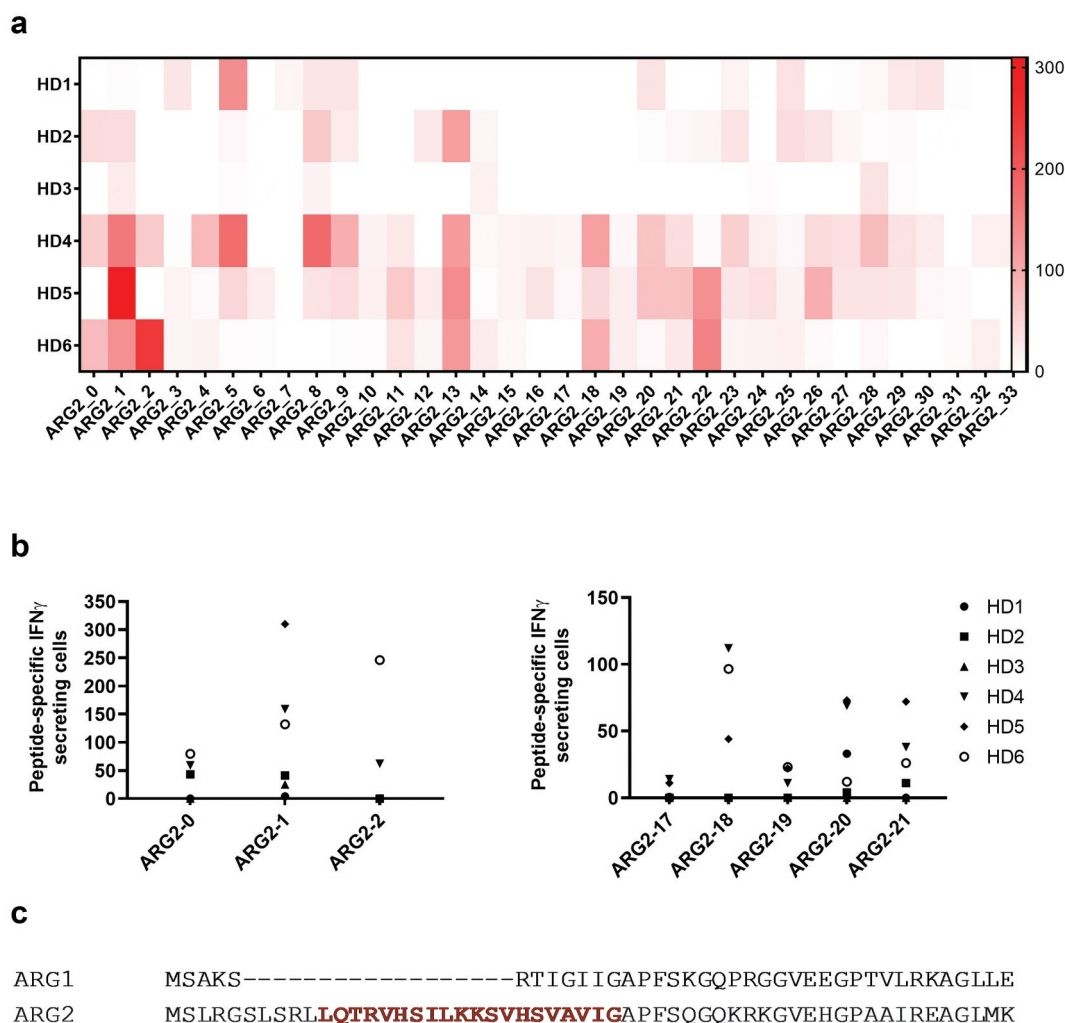 a
HD1
HD2
HD3
HD4
HD5
HD6
300
200
100
0
ARG2_0
ARG2_1
ARG2_2
ARG2_3
ARG2_4
ARG2_5
ARG2_6
ARG2_7
ARG2_8
ARG2_9
ARG2_10
ARG2_11
ARG2_12
ARG2_13
ARG2_14
ARG2_15
ARG2_16
ARG2_17
ARG2_18
ARG2_19
ARG2_20
ARG2_21
ARG2_22
ARG2_23
ARG2_24
ARG2_25
ARG2_26
ARG2_27
ARG2_28
ARG2_29
ARG2_30
ARG2_31
ARG2_32
ARG2_33
b
Peptide-specific IFNγ
secreting cells
350
300
250
200
150
100
50
0
ARG2-0
ARG2-1
ARG2-2
Peptide-specific IFNγ
secreting cells
150
100
50
0
ARG2-17
ARG2-18
ARG2-19
ARG2-20
ARG2-21
HD1
HD2
HD3
HD4
HD5
HD6
c
ARG1 MSAKS------------------RTIGIIGAPFSKGQPRGGVEEGPTVLRKAGLLE
ARG2 MSLRGSLSRLLQTRVHSILKKSVHSVAVIGAPFSQGQKRKGVEHGPAAIREAGLMK